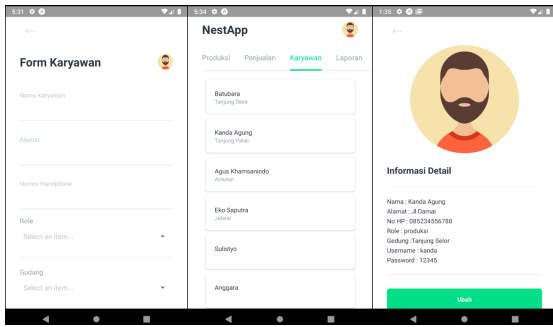 5:31
Form Karyawan
Nama Karyawan
Alamat
Nomor Handphone
Role
Select an item...
Gudang
Select an item...
5:34
NestApp
Produksi Penjualan Karyawan Laporan
Batubara
Tanjung Selor
Kanda Agung
Tanjung Palas
Agus Khamsanindo
Eko Saputra
Jelarai
Sulistyo
Anggara
1:35
Informasi Detail
Nama : Kanda Agung
Alamat : Jl Damai
No HP : 085234556788
Role : produksi
Gedung :Tanjung Selor
Username : kanda
Password : 12345
Ubah